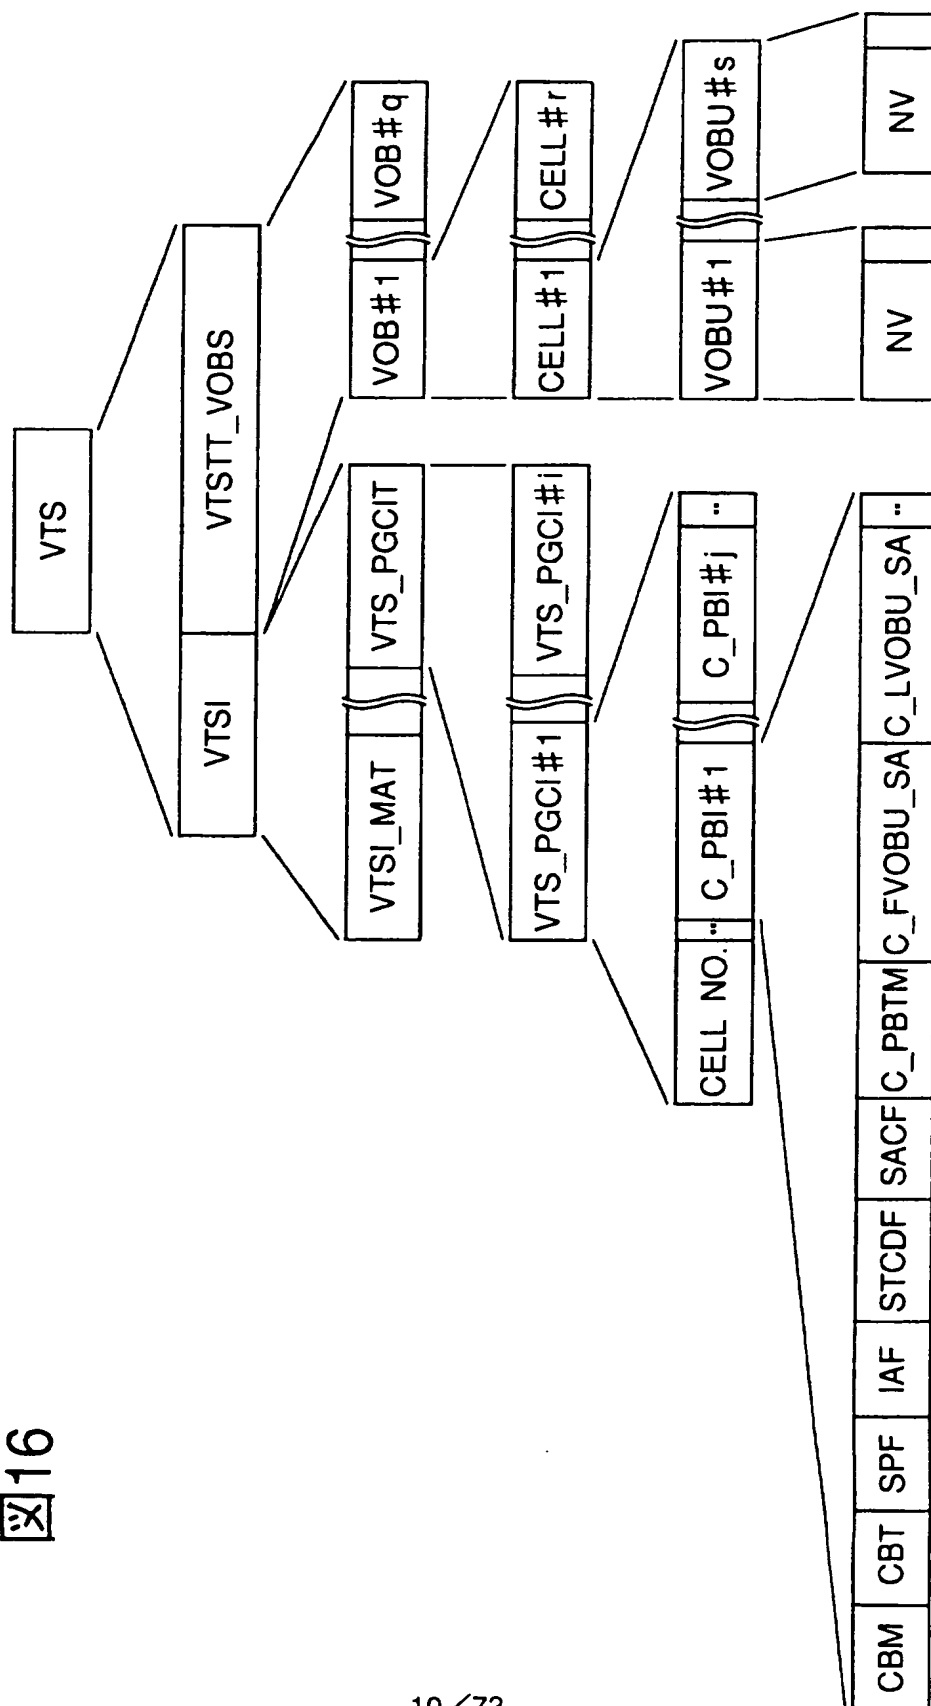 図16
VTS
VTSI VTSTT_VOBS
VTSI_MAT VTS_PGCIT VOB#1 VOB#q
VTS_PGCI#1 VTS_PGCI#i CELL#1 CELL#r
CELL NO. ‥ C_PBI#1 C_PBI#j ‥ VOBU#1 VOBU#s
CBM CBT SPF IAF STCDF SACF C_PBTM C_FVOBU_SA C_LVOBU_SA ‥ NV NV